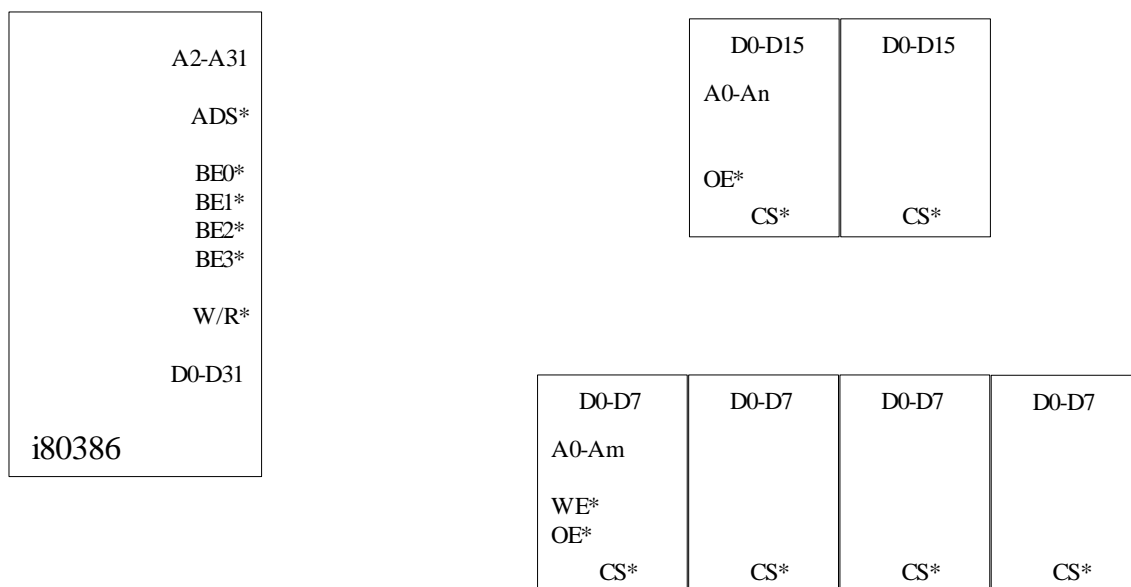 A2-A31
ADS*
BE0*
BE1*
BE2*
BE3*
W/R*
D0-D31
i80386
D0-D15 D0-D15
A0-An
OE*
CS* CS*
D0-D7 D0-D7 D0-D7 D0-D7
A0-Am
WE*
OE*
CS* CS* CS* CS*